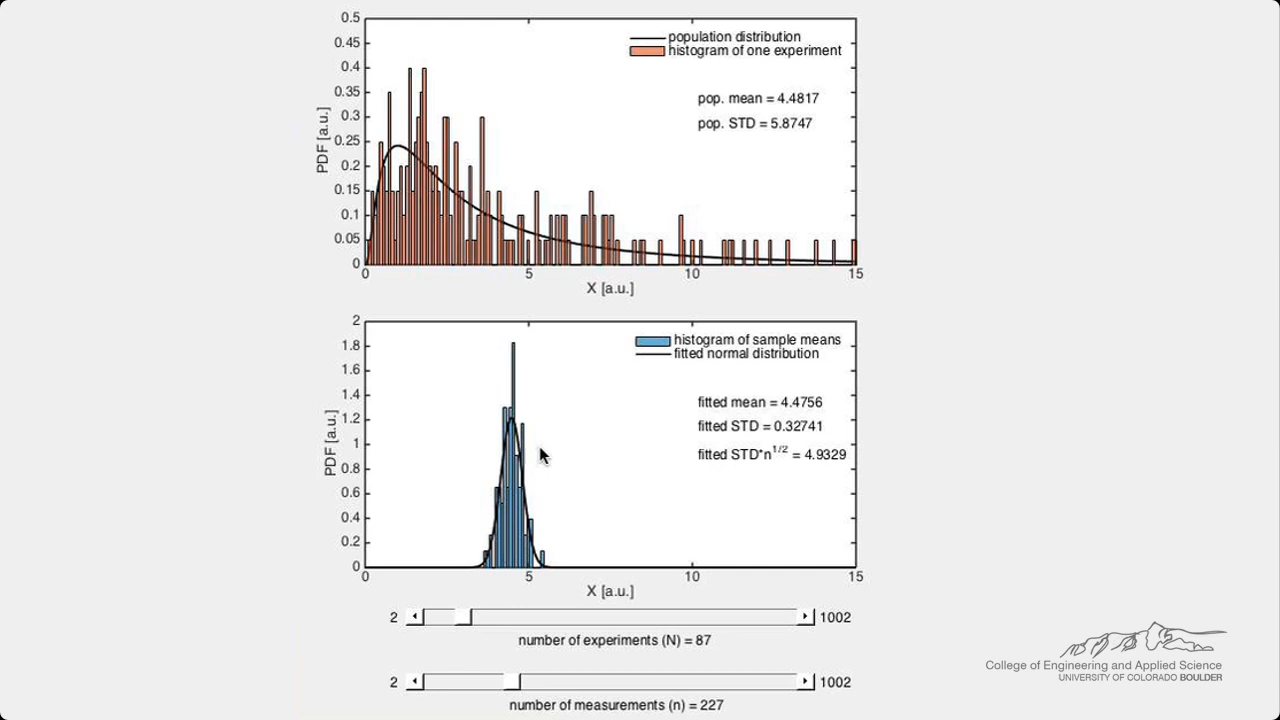 0.5
0.45
0.4
0.35
0.3
0.25
0.2
0.15
0.1
0.05
0
PDF [a.u.]
population distribution
histogram of one experiment
pop. mean = 4.4817
pop. STD = 5.8747
0 5 10 15
X [a.u.]
2
1.8
1.6
1.4
1.2
1
0.8
0.6
0.4
0.2
0
PDF [a.u.]
histogram of sample means
fitted normal distribution
fitted mean = 4.4756
fitted STD = 0.32741
fitted STD*n^1/2 = 4.9329
0 5 10 15
X [a.u.]
2 1002
number of experiments (N) = 87
2 1002
number of measurements (n) = 227
College of Engineering and Applied Science
UNIVERSITY OF COLORADO BOULDER